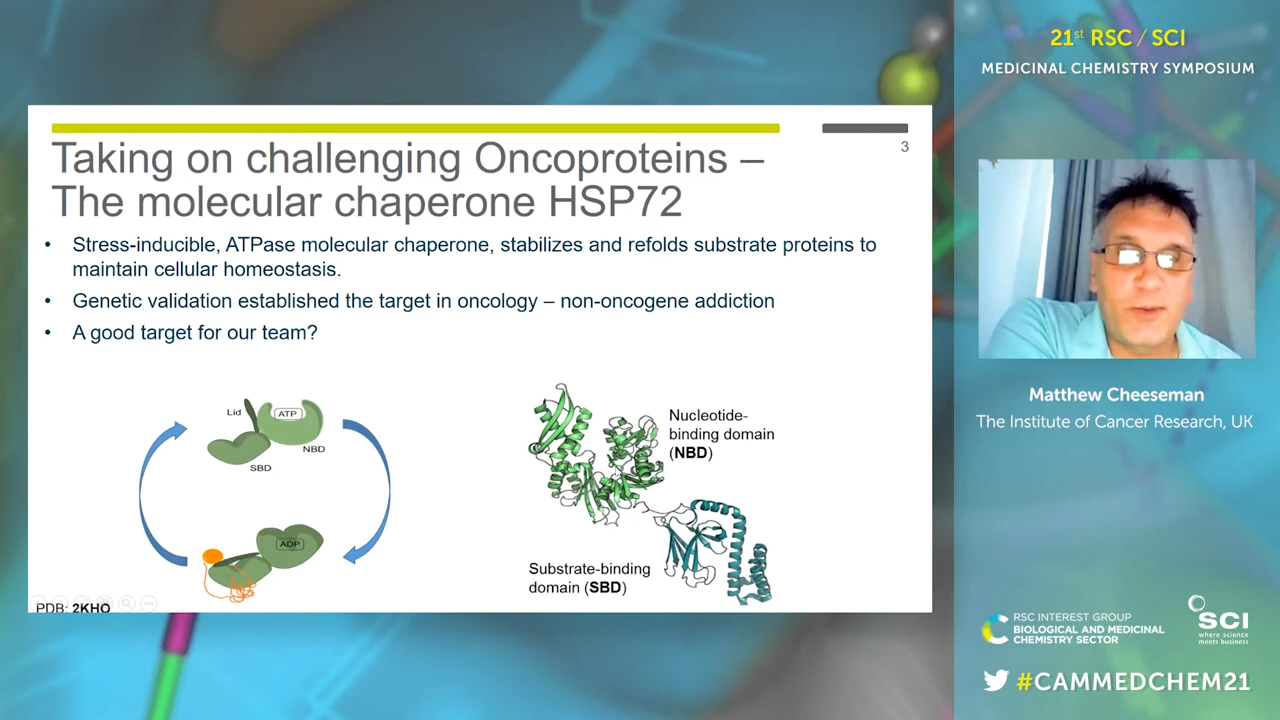 21st RSC / SCI
MEDICINAL CHEMISTRY SYMPOSIUM
3
Taking on challenging Oncoproteins –
The molecular chaperone HSP72
• Stress-inducible, ATPase molecular chaperone, stabilizes and refolds substrate proteins to
maintain cellular homeostasis.
• Genetic validation established the target in oncology – non-oncogene addiction
• A good target for our team?
Lid
ATP
NBD
SBD
ADP
Nucleotide-
binding domain
(NBD)
Substrate-binding
domain (SBD)
PDB: 2KHO
Matthew Cheeseman
The Institute of Cancer Research, UK
RSC INTEREST GROUP
BIOLOGICAL AND MEDICINAL
CHEMISTRY SECTOR
SCI
where science
meets business
#CAMMEDCHEM21